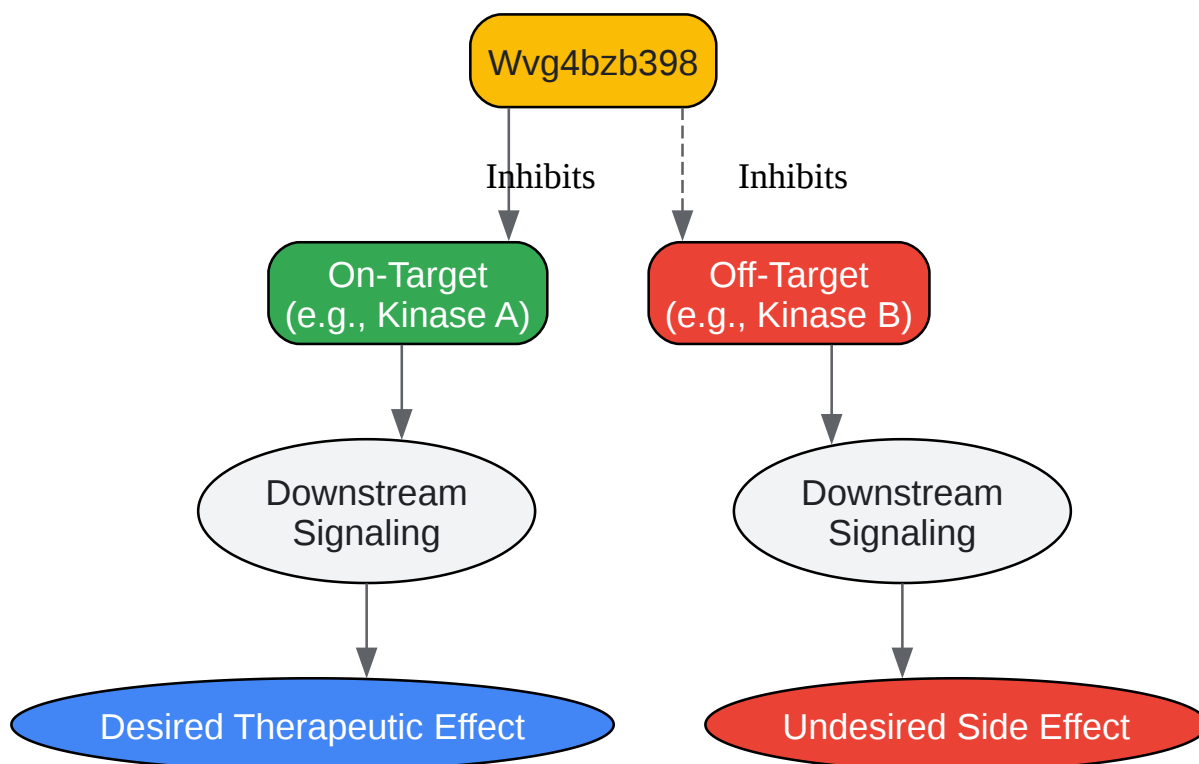 Wvg4bzb398
Inhibits
Inhibits
On-Target
(e.g., Kinase A)
Off-Target
(e.g., Kinase B)
Downstream
Signaling
Downstream
Signaling
Desired Therapeutic Effect
Undesired Side Effect